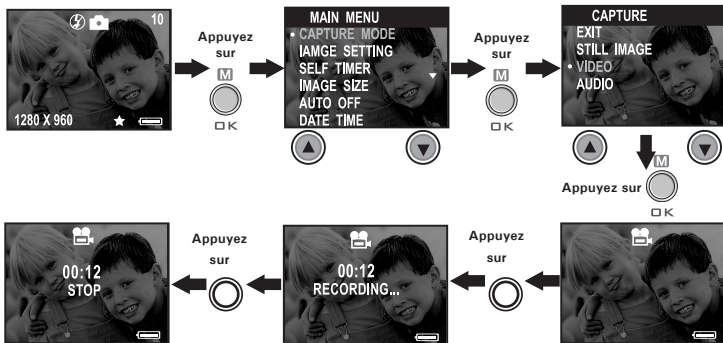 10
1280 X 960
Appuyez
sur
M
OK
MAIN MENU
• CAPTURE MODE
IAMGE SETTING
SELF TIMER
IMAGE SIZE
AUTO OFF
DATE TIME
Appuyez
sur
M
OK
CAPTURE
EXIT
STILL IMAGE
• VIDEO
AUDIO
Appuyez sur
M
OK
Appuyez
sur
00:12
RECORDING...
Appuyez
sur
00:12
STOP